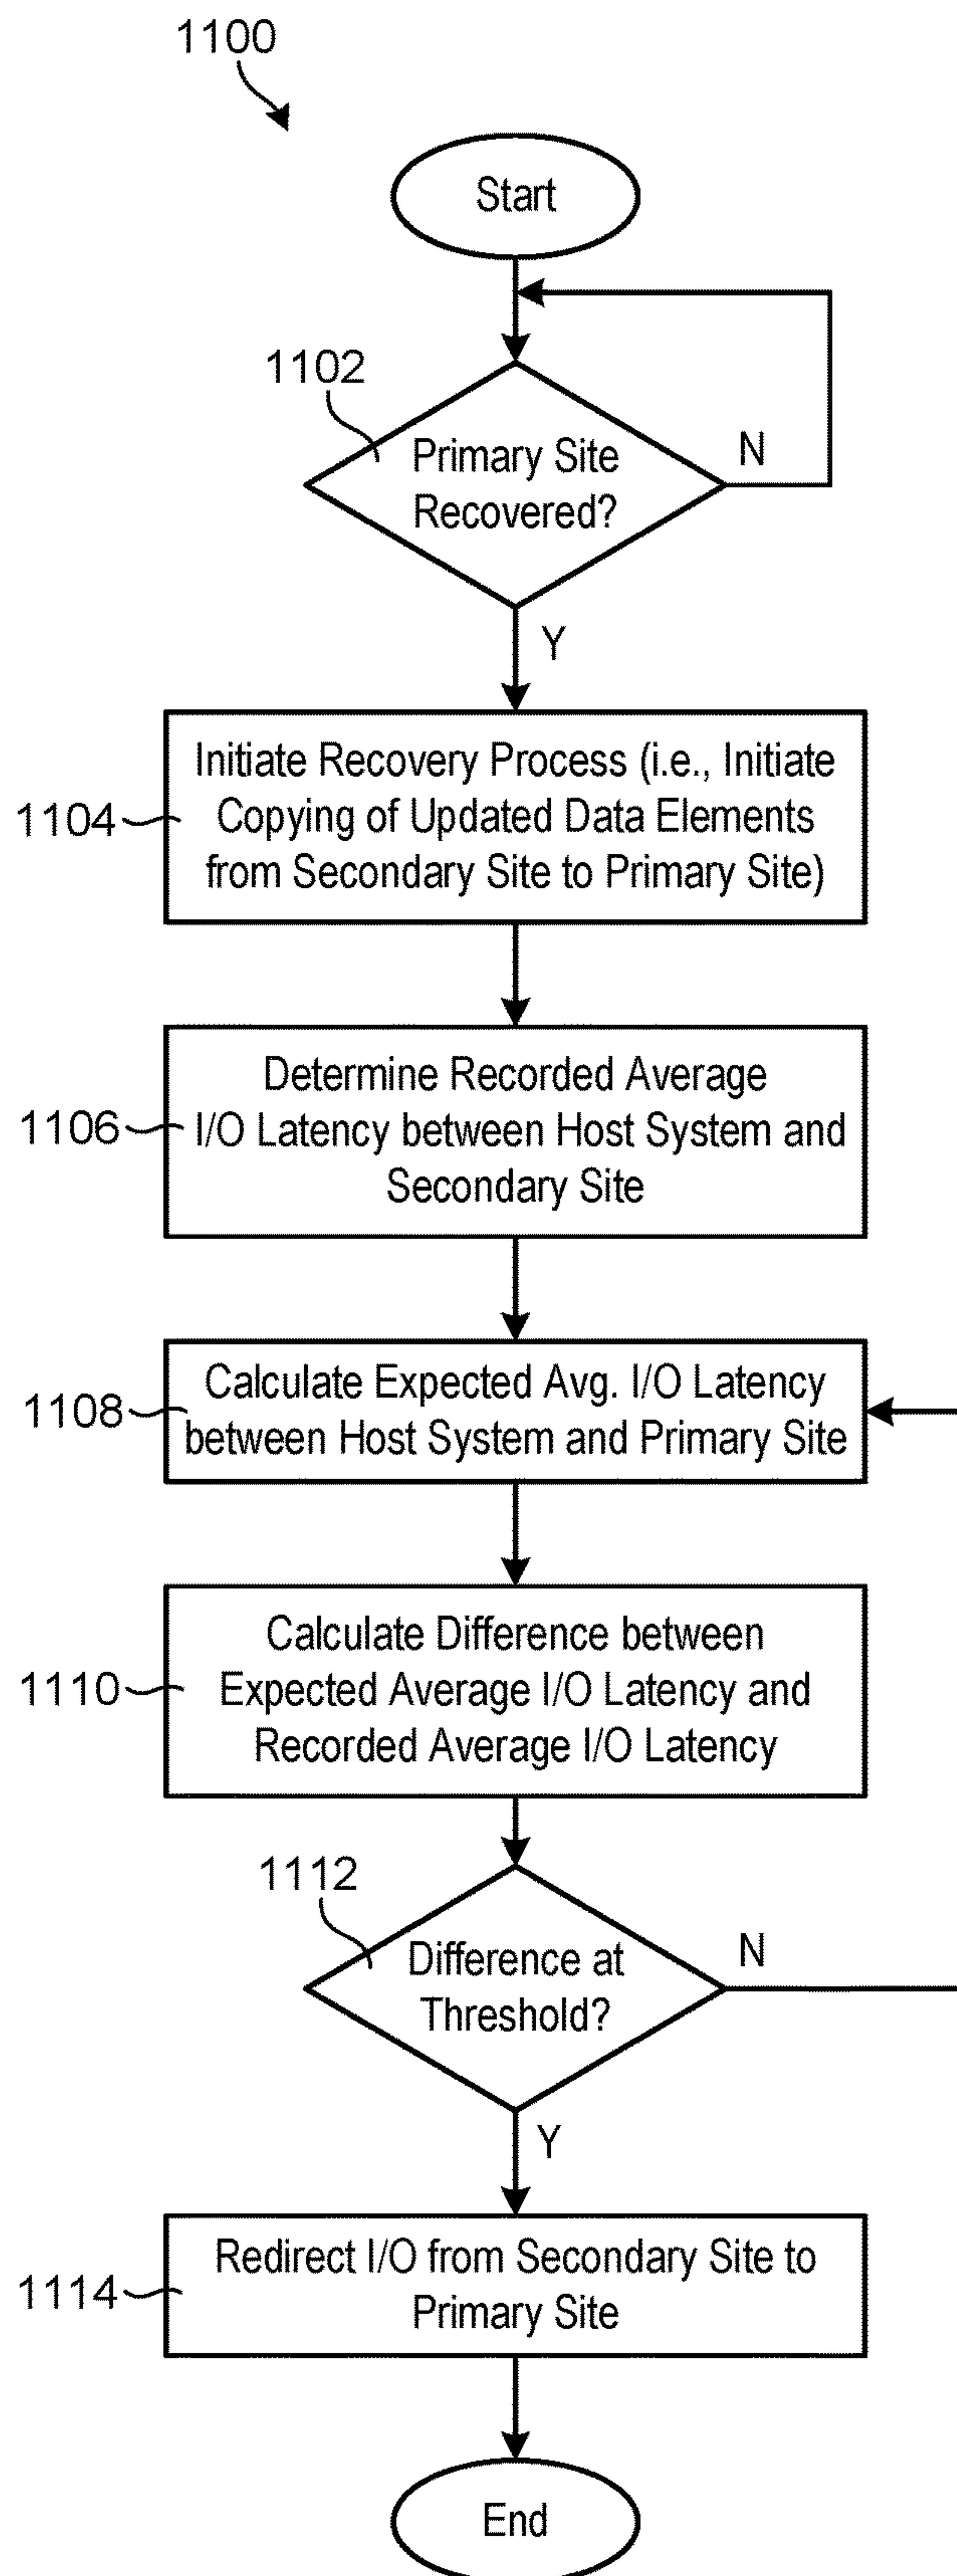 1100
Start
1102
Primary Site
Recovered?
N
Y
1104
Initiate Recovery Process (i.e., Initiate
Copying of Updated Data Elements
from Secondary Site to Primary Site)
1106
Determine Recorded Average
I/O Latency between Host System and
Secondary Site
1108
Calculate Expected Avg. I/O Latency
between Host System and Primary Site
1110
Calculate Difference between
Expected Average I/O Latency and
Recorded Average I/O Latency
1112
Difference at
Threshold?
N
Y
1114
Redirect I/O from Secondary Site to
Primary Site
End